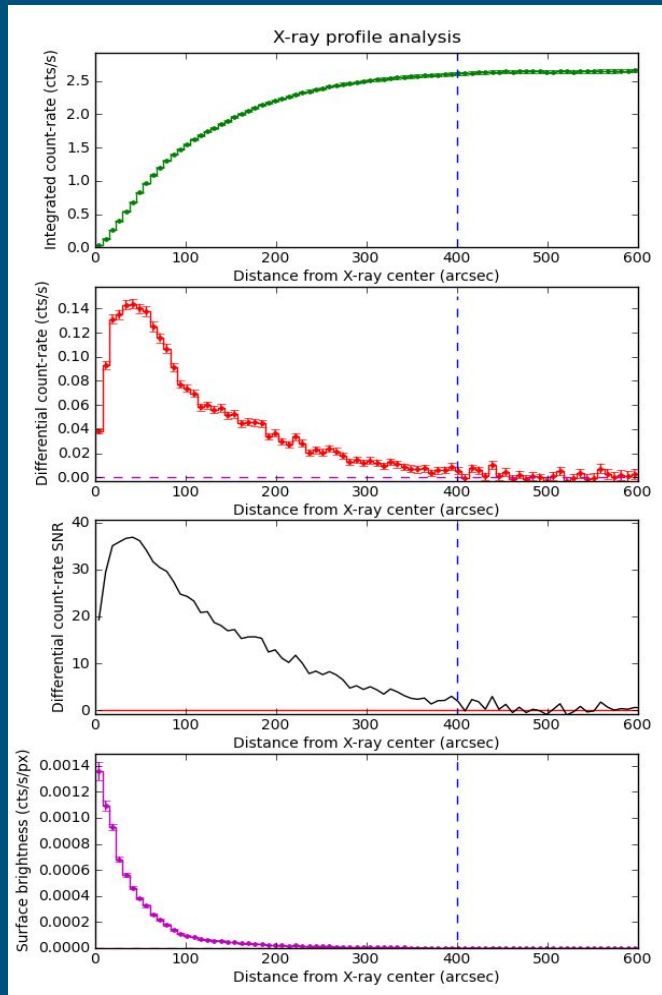 X-ray profile analysis
Integrated count-rate (cts/s)
2.5
2.0
1.5
1.0
0.5
0.0
0 100 200 300 400 500 600
Distance from X-ray center (arcsec)
Differential count-rate (cts/s)
0.14
0.12
0.10
0.08
0.06
0.04
0.02
0.00
0 100 200 300 400 500 600
Distance from X-ray center (arcsec)
Differential count-rate SNR
40
30
20
10
0
0 100 200 300 400 500 600
Distance from X-ray center (arcsec)
Surface brightness (cts/s/px)
0.0014
0.0012
0.0010
0.0008
0.0006
0.0004
0.0002
0.0000
0 100 200 300 400 500 600
Distance from X-ray center (arcsec)